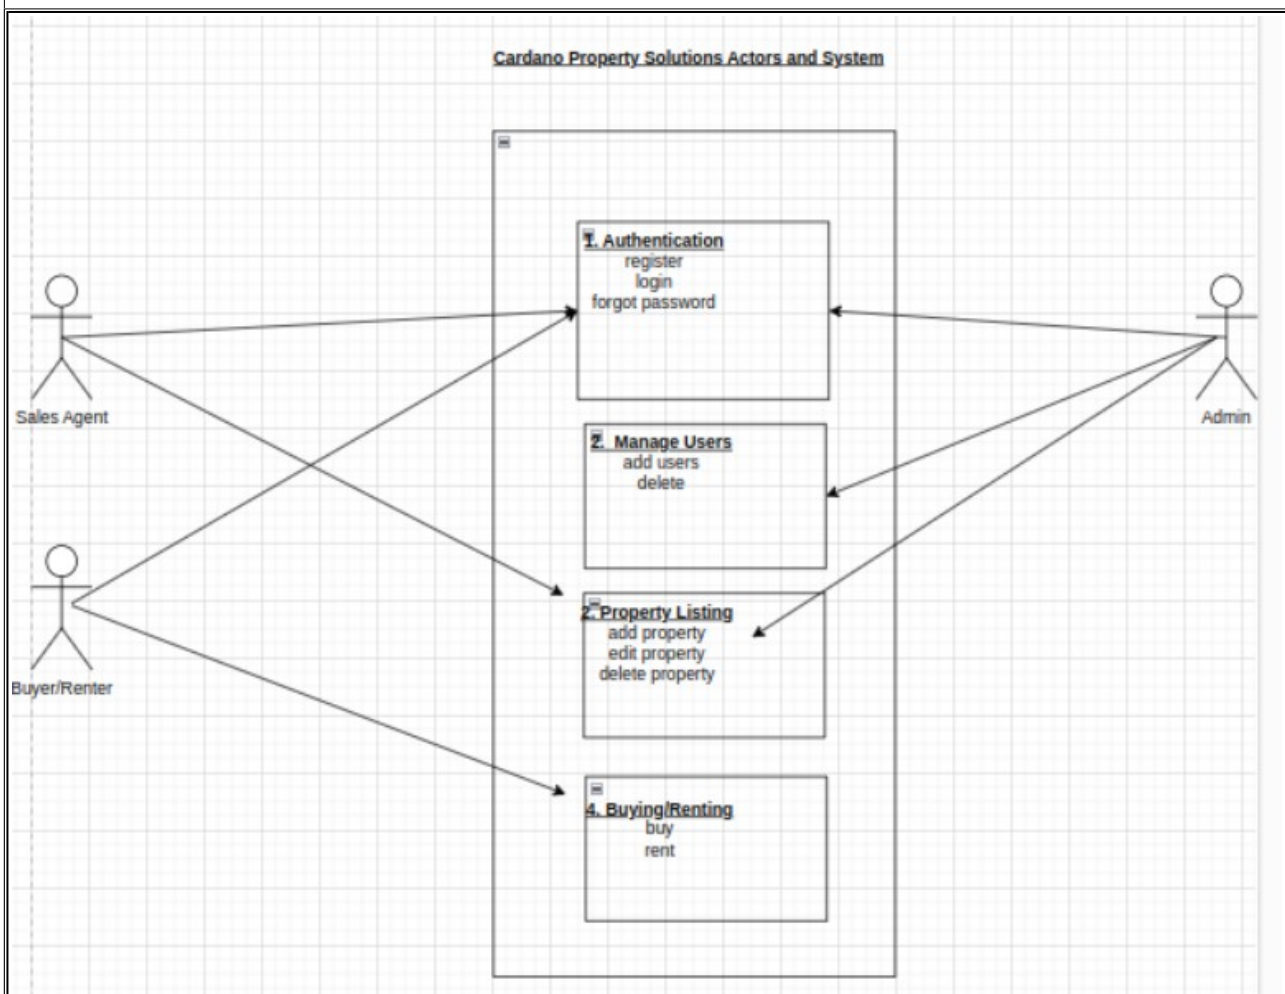 Cardano Property Solutions Actors and System
1. Authentication
register
login
forgot password
Sales Agent
Admin
2. Manage Users
add users
delete
2. Property Listing
add property
edit property
delete property
Buyer/Renter
4. Buying/Renting
buy
rent